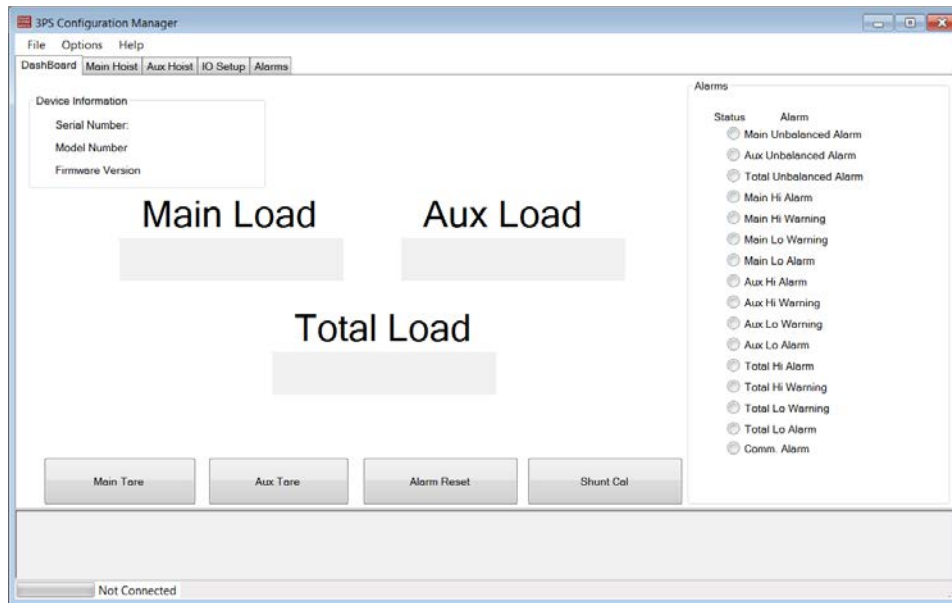 3PS Configuration Manager
File Options Help
DashBoard Main Hoist Aux Hoist IO Setup Alarms
Device Information
Serial Number:
Model Number
Firmware Version
Main Load
Aux Load
Total Load
Main Tare
Aux Tare
Alarm Reset
Shunt Cal
Alarms
Status Alarm
Main Unbalanced Alarm
Aux Unbalanced Alarm
Total Unbalanced Alarm
Main Hi Alarm
Main Hi Warning
Main Lo Warning
Main Lo Alarm
Aux Hi Alarm
Aux Hi Warning
Aux Lo Warning
Aux Lo Alarm
Total Hi Alarm
Total Hi Warning
Total Lo Warning
Total Lo Alarm
Comm. Alarm
Not Connected